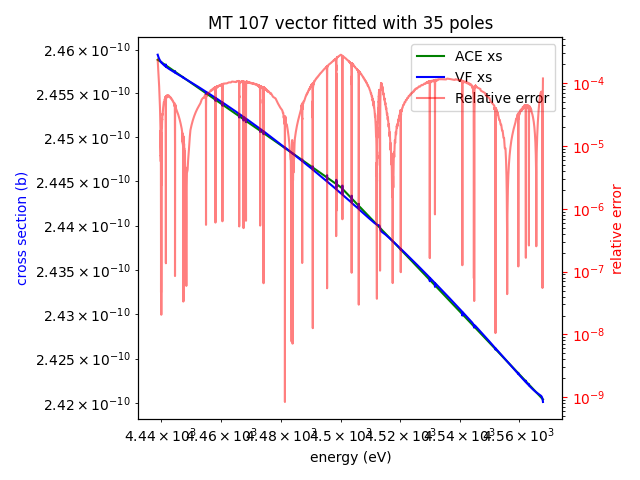 MT 107 vector fitted with 35 poles
ACE xs
VF xs
Relative error
cross section (b)
2.46 × 10⁻¹⁰
2.455 × 10⁻¹⁰
2.45 × 10⁻¹⁰
2.445 × 10⁻¹⁰
2.44 × 10⁻¹⁰
2.435 × 10⁻¹⁰
2.43 × 10⁻¹⁰
2.425 × 10⁻¹⁰
2.42 × 10⁻¹⁰
10⁻⁴
10⁻⁵
10⁻⁶
10⁻⁷
10⁻⁸
10⁻⁹
relative error
4.44 × 10³ 4.46 × 10³ 4.48 × 10³ 4.5 × 10³ 4.52 × 10³ 4.54 × 10³ 4.56 × 10³
energy (eV)